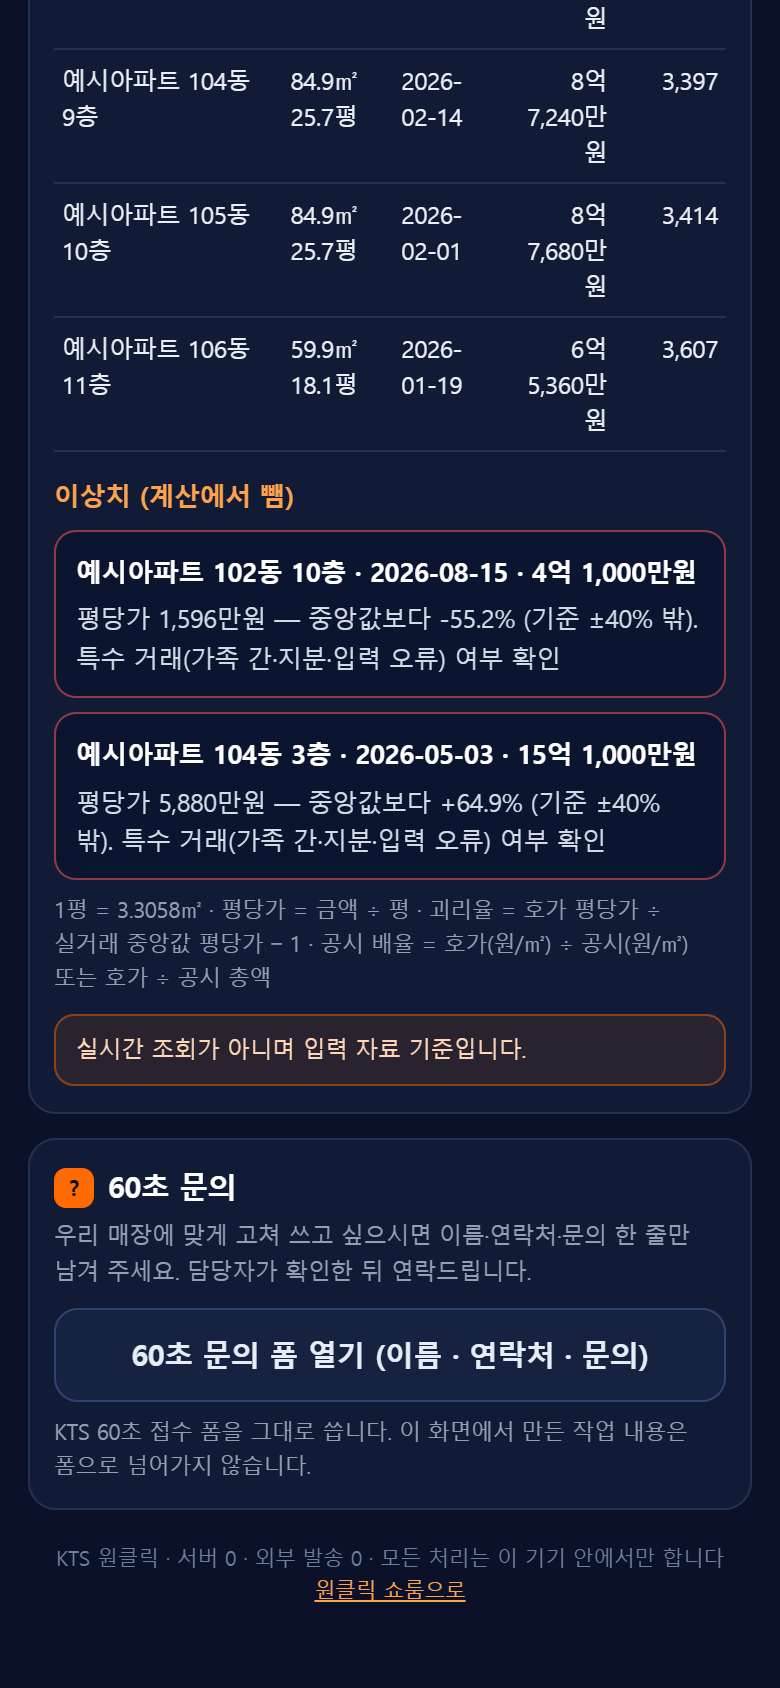 원
예시아파트 104동 84.9㎡ 2026- 8억 3,397
9층 25.7평 02-14 7,240만
원
예시아파트 105동 84.9㎡ 2026- 8억 3,414
10층 25.7평 02-01 7,680만
원
예시아파트 106동 59.9㎡ 2026- 6억 3,607
11층 18.1평 01-19 5,360만
원
이상치 (계산에서 뺌)
예시아파트 102동 10층 · 2026-08-15 · 4억 1,000만원
평당가 1,596만원 — 중앙값보다 -55.2% (기준 ±40% 밖).
특수 거래(가족 간·지분·입력 오류) 여부 확인
예시아파트 104동 3층 · 2026-05-03 · 15억 1,000만원
평당가 5,880만원 — 중앙값보다 +64.9% (기준 ±40%
밖). 특수 거래(가족 간·지분·입력 오류) 여부 확인
1평 = 3.3058㎡ · 평당가 = 금액 ÷ 평 · 괴리율 = 호가 평당가 ÷
실거래 중앙값 평당가 − 1 · 공시 배율 = 호가(원/㎡) ÷ 공시(원/㎡)
또는 호가 ÷ 공시 총액
실시간 조회가 아니며 입력 자료 기준입니다.
? 60초 문의
우리 매장에 맞게 고쳐 쓰고 싶으시면 이름·연락처·문의 한 줄만
남겨 주세요. 담당자가 확인한 뒤 연락드립니다.
60초 문의 폼 열기 (이름 · 연락처 · 문의)
KTS 60초 접수 폼을 그대로 씁니다. 이 화면에서 만든 작업 내용은
폼으로 넘어가지 않습니다.
KTS 원클릭 · 서버 0 · 외부 발송 0 · 모든 처리는 이 기기 안에서만 합니다
원클릭 쇼룸으로